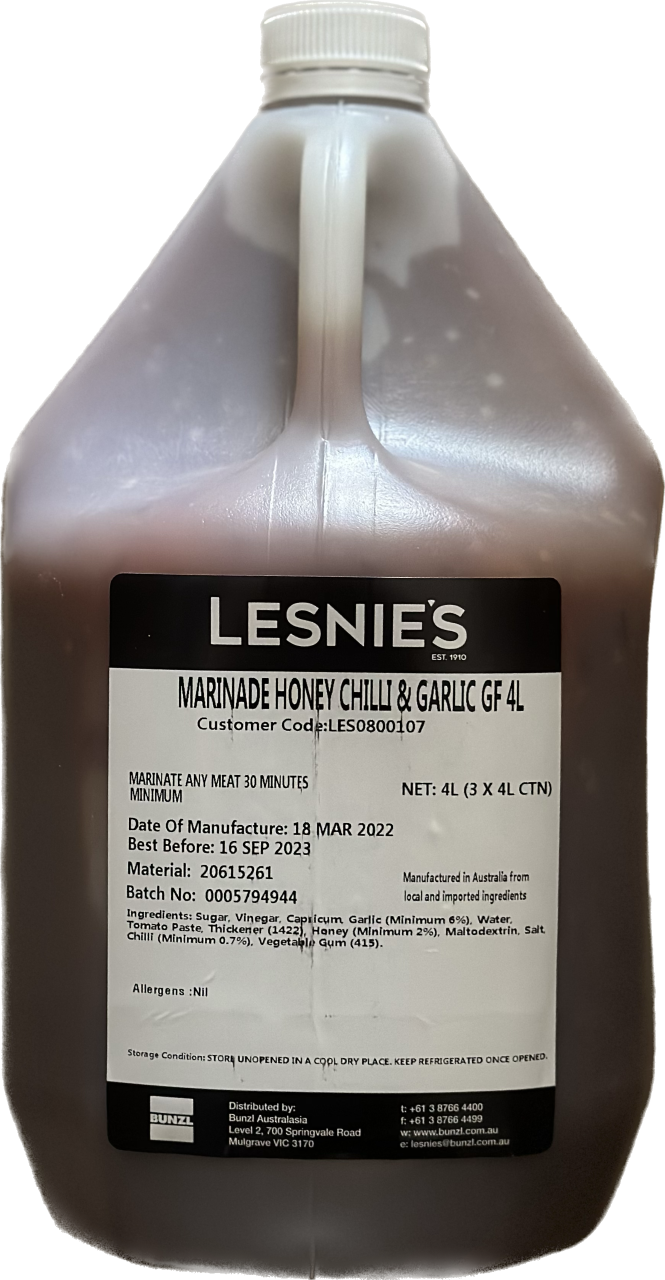 LESNIE'S
EST. 1910
MARINADE HONEY CHILLI & GARLIC GF 4L
Customer Code:LES0800107
MARINATE ANY MEAT 30 MINUTES
MINIMUM
NET: 4L (3 X 4L CTN)
Date Of Manufacture: 18 MAR 2022
Best Before: 16 SEP 2023
Material: 20615261
Batch No: 0005794944
Manufactured in Australia from
local and imported ingredients
Ingredients: Sugar, Vinegar, Capsicum, Garlic (Minimum 6%), Water,
Tomato Paste, Thickener (1422), Honey (Minimum 2%), Maltodextrin, Salt,
Chilli (Minimum 0.7%), Vegetable Gum (415).
Allergens :Nil
Storage Condition: STORE UNOPENED IN A COOL DRY PLACE. KEEP REFRIGERATED ONCE OPENED.
BUNZL
Distributed by:
Bunzl Australasia
Level 2, 700 Springvale Road
Mulgrave VIC 3170
t: +61 3 8766 4400
f: +61 3 8766 4499
w: www.bunzl.com.au
e: lesnies@bunzl.com.au